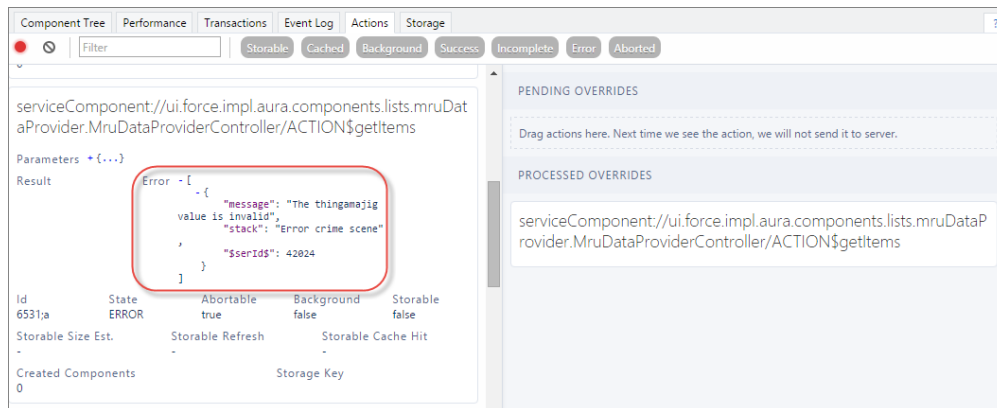 Component Tree Performance Transactions Event Log Actions Storage ?
Filter Storable Cached Background Success Incomplete Error Aborted
serviceComponent://ui.force.impl.aura.components.lists.mruDat
aProvider.MruDataProviderController/ACTION$getItems
Parameters +{...}
Result Error -[
-{
"message": "The thingamajig
value is invalid",
"stack": "Error crime scene"
,
"$serId$": 42024
}
]
Id State Abortable Background Storable
6531;a ERROR true false false
Storable Size Est. Storable Refresh Storable Cache Hit
- - -
Created Components Storage Key
0
PENDING OVERRIDES
Drag actions here. Next time we see the action, we will not send it to server.
PROCESSED OVERRIDES
serviceComponent://ui.force.impl.aura.components.lists.mruDataP
rovider.MruDataProviderController/ACTION$getItems